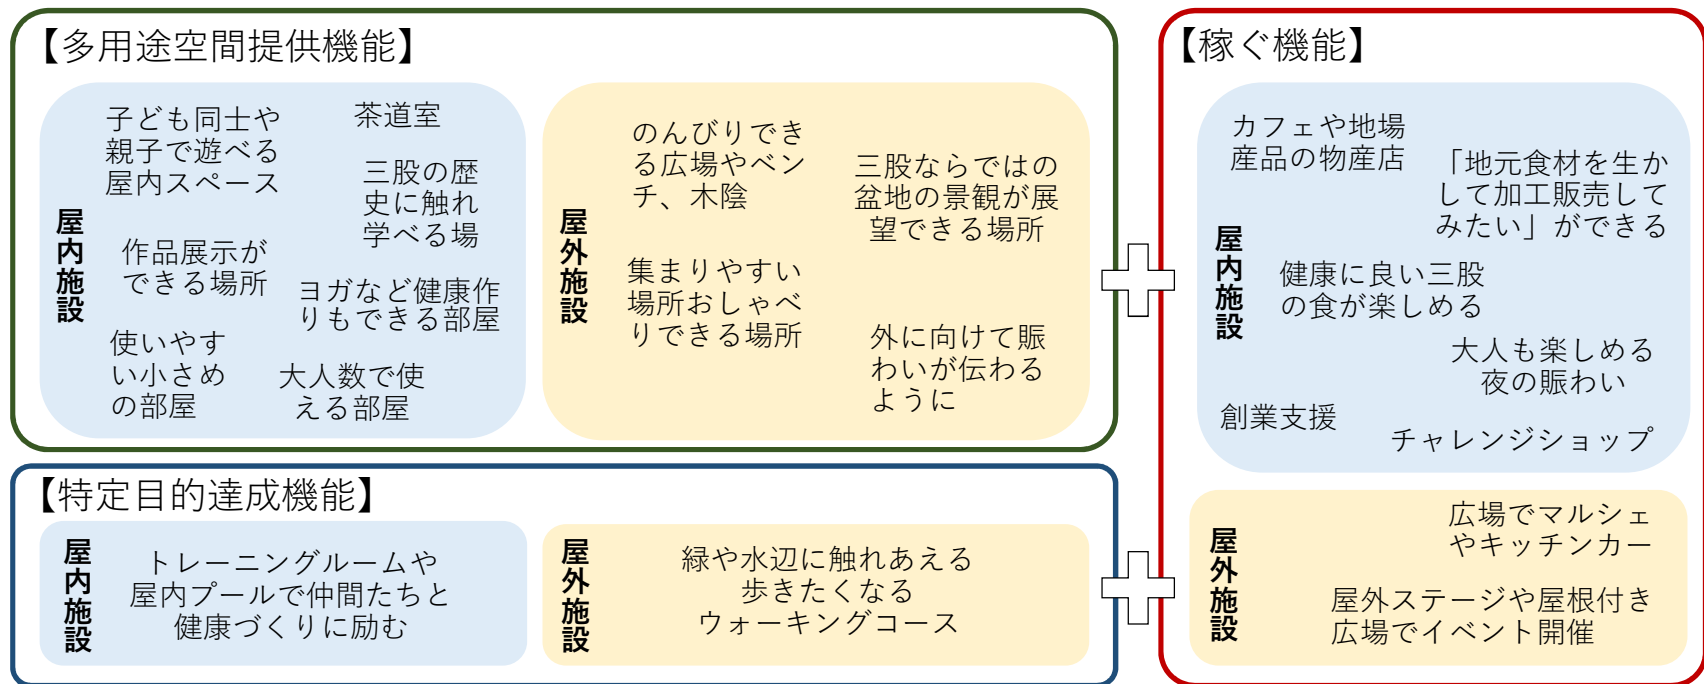 【多用途空間提供機能】
屋内施設
子ども同士や
親子で遊べる
屋内スペース
茶道室
三股の歴
史に触れ
学べる場
作品展示が
できる場所
ヨガなど健康作
りもできる部屋
使いやす
い小さめ
の部屋
大人数で使
える部屋
屋外施設
のんびりでき
る広場やベン
チ、木陰
三股ならではの
盆地の景観が展
望できる場所
集まりやすい
場所おしゃべ
りできる場所
外に向けて賑
わいが伝わる
ように
【特定目的達成機能】
屋内施設
トレーニングルームや
屋内プールで仲間たちと
健康づくりに励む
屋外施設
緑や水辺に触れあえる
歩きたくなる
ウォーキングコース
【稼ぐ機能】
屋内施設
カフェや地場
産品の物産店
「地元食材を生か
して加工販売して
みたい」ができる
健康に良い三股
の食が楽しめる
大人も楽しめる
夜の賑わい
創業支援
チャレンジショップ
屋外施設
広場でマルシェ
やキッチンカー
屋外ステージや屋根付き
広場でイベント開催